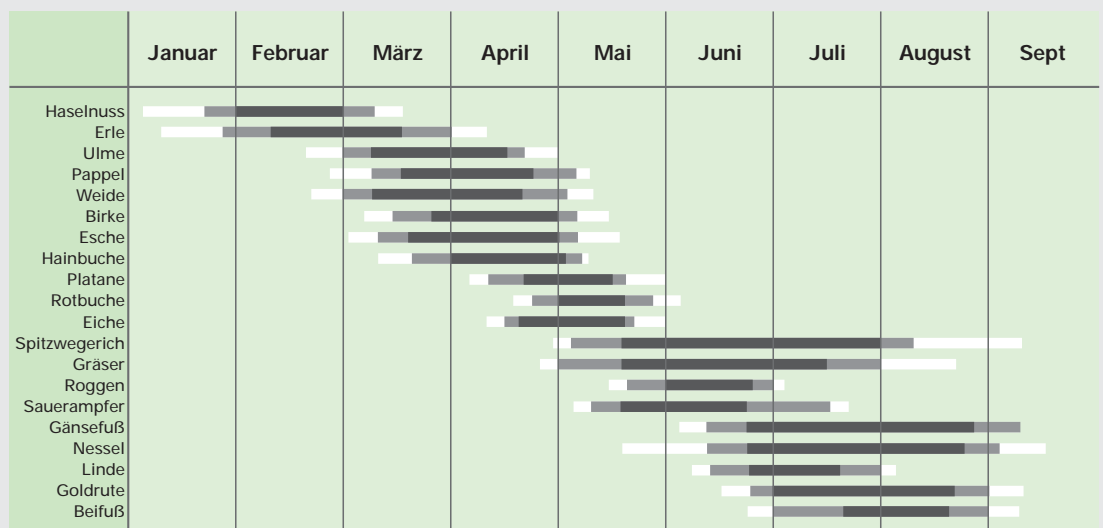 Januar Februar März April Mai Juni Juli August Sept
Haselnuss
Erle
Ulme
Pappel
Weide
Birke
Esche
Hainbuche
Platane
Rotbuche
Eiche
Spitzwegerich
Gräser
Roggen
Sauerampfer
Gänsefuß
Nessel
Linde
Goldrute
Beifuß